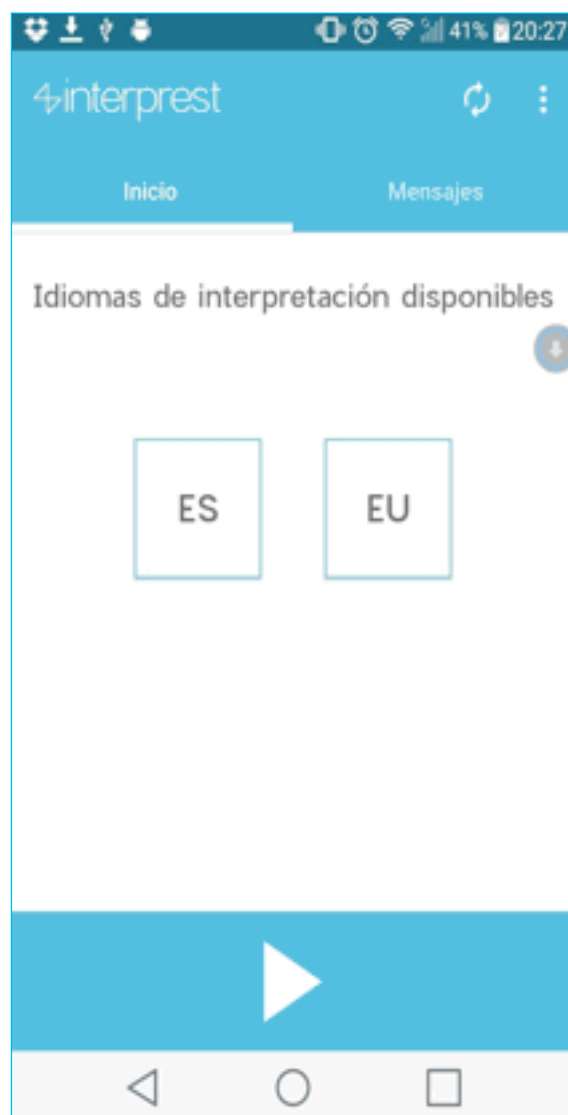 41% 20:27
interprest
Inicio Mensajes
Idiomas de interpretación disponibles
ES EU